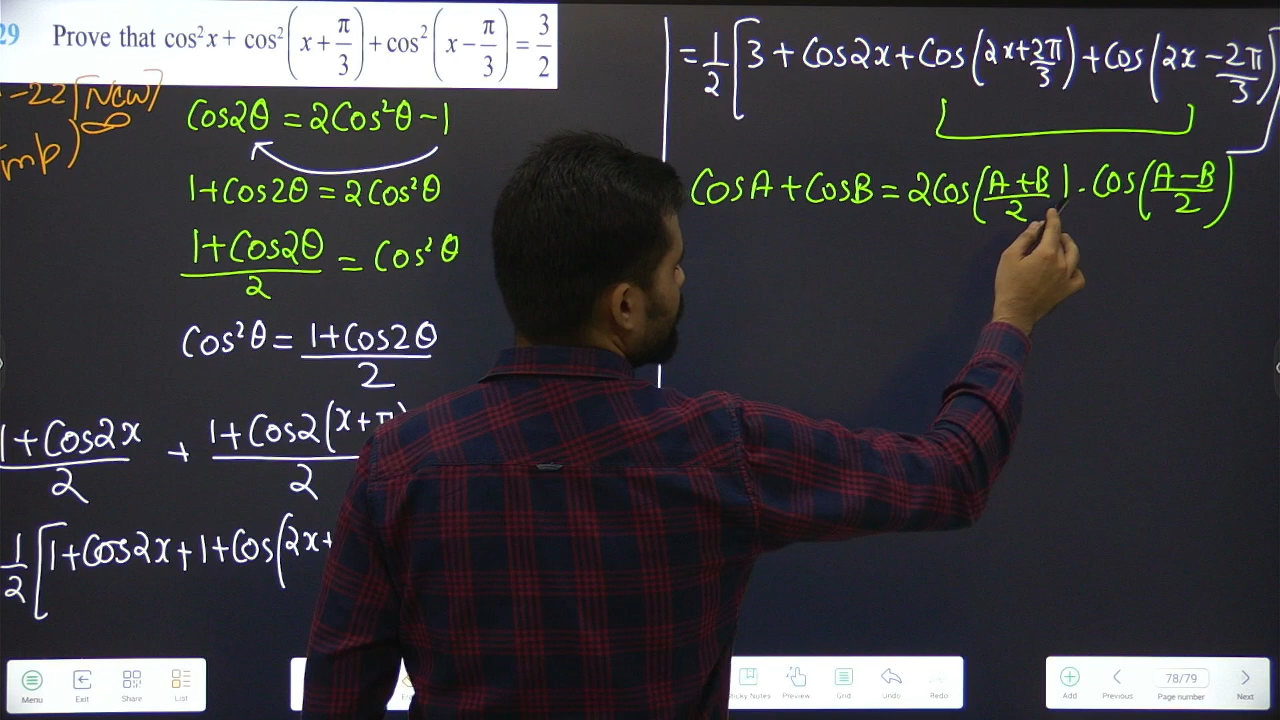 29 Prove that cos²x + cos²(x + π/3) + cos²(x − π/3) = 3/2
-22 [New]
Imp)
Cos2θ = 2Cos²θ − 1
1 + Cos2θ = 2Cos²θ
(1 + Cos2θ)/2 = Cos²θ
Cos²θ = (1 + Cos2θ)/2
(1 + Cos2x)/2 + (1 + Cos2(x + π)/2
1/2 [1 + Cos2x + 1 + Cos(2x +
= 1/2 [3 + Cos2x + Cos(2x + 2π/3) + Cos(2x − 2π/3)]
CosA + CosB = 2Cos((A + B)/2) . Cos((A − B)/2)
Menu Exit Share List
Sticky Notes Preview Grid Undo Redo
Add Previous 78/79 Page number Next